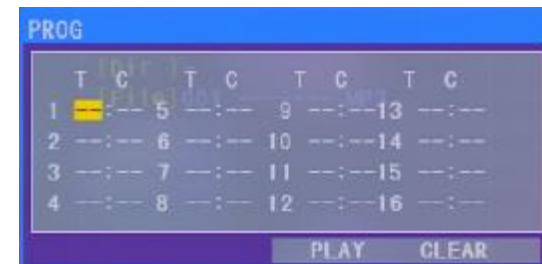 PROG
T C T C T C T C
1 --:-- 5 --:-- 9 --:-- 13 --:--
2 --:-- 6 --:-- 10 --:-- 14 --:--
3 --:-- 7 --:-- 11 --:-- 15 --:--
4 --:-- 8 --:-- 12 --:-- 16 --:--
PLAY CLEAR